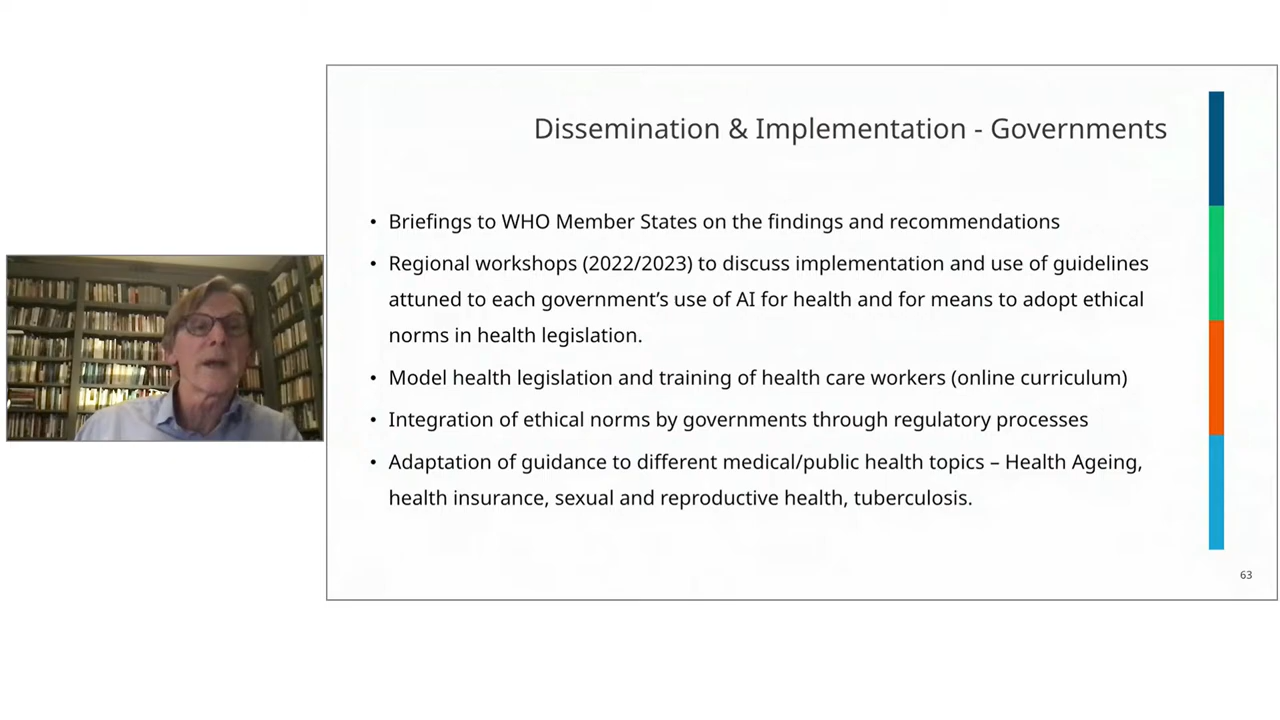 Dissemination & Implementation - Governments
• Briefings to WHO Member States on the findings and recommendations
• Regional workshops (2022/2023) to discuss implementation and use of guidelines
attuned to each government’s use of AI for health and for means to adopt ethical
norms in health legislation.
• Model health legislation and training of health care workers (online curriculum)
• Integration of ethical norms by governments through regulatory processes
• Adaptation of guidance to different medical/public health topics – Health Ageing,
health insurance, sexual and reproductive health, tuberculosis.
63